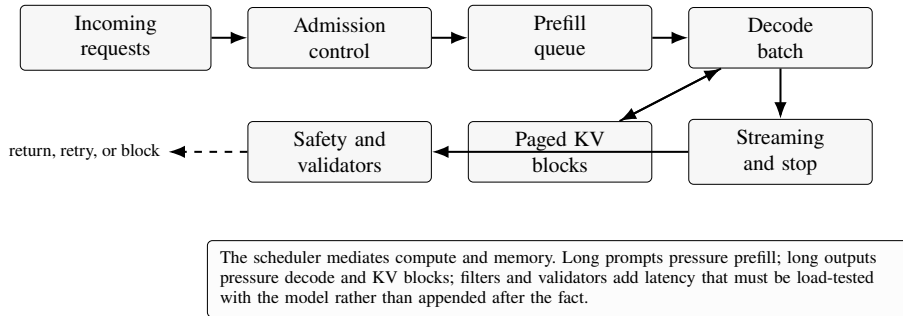 Incoming
requests
Admission
control
Prefill
queue
Decode
batch
return, retry, or block
Safety and
validators
Paged KV
blocks
Streaming
and stop
The scheduler mediates compute and memory. Long prompts pressure prefill; long outputs
pressure decode and KV blocks; filters and validators add latency that must be load-tested
with the model rather than appended after the fact.